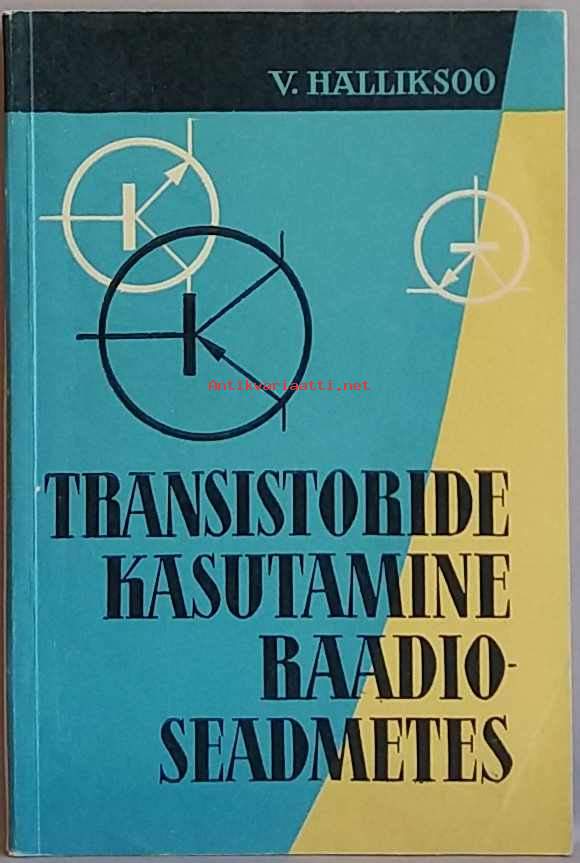 V. HALLIKSOO
Antikvariaatti.net
TRANSISTORIDE
KASUTAMINE
RAADIO-
SEADMETES